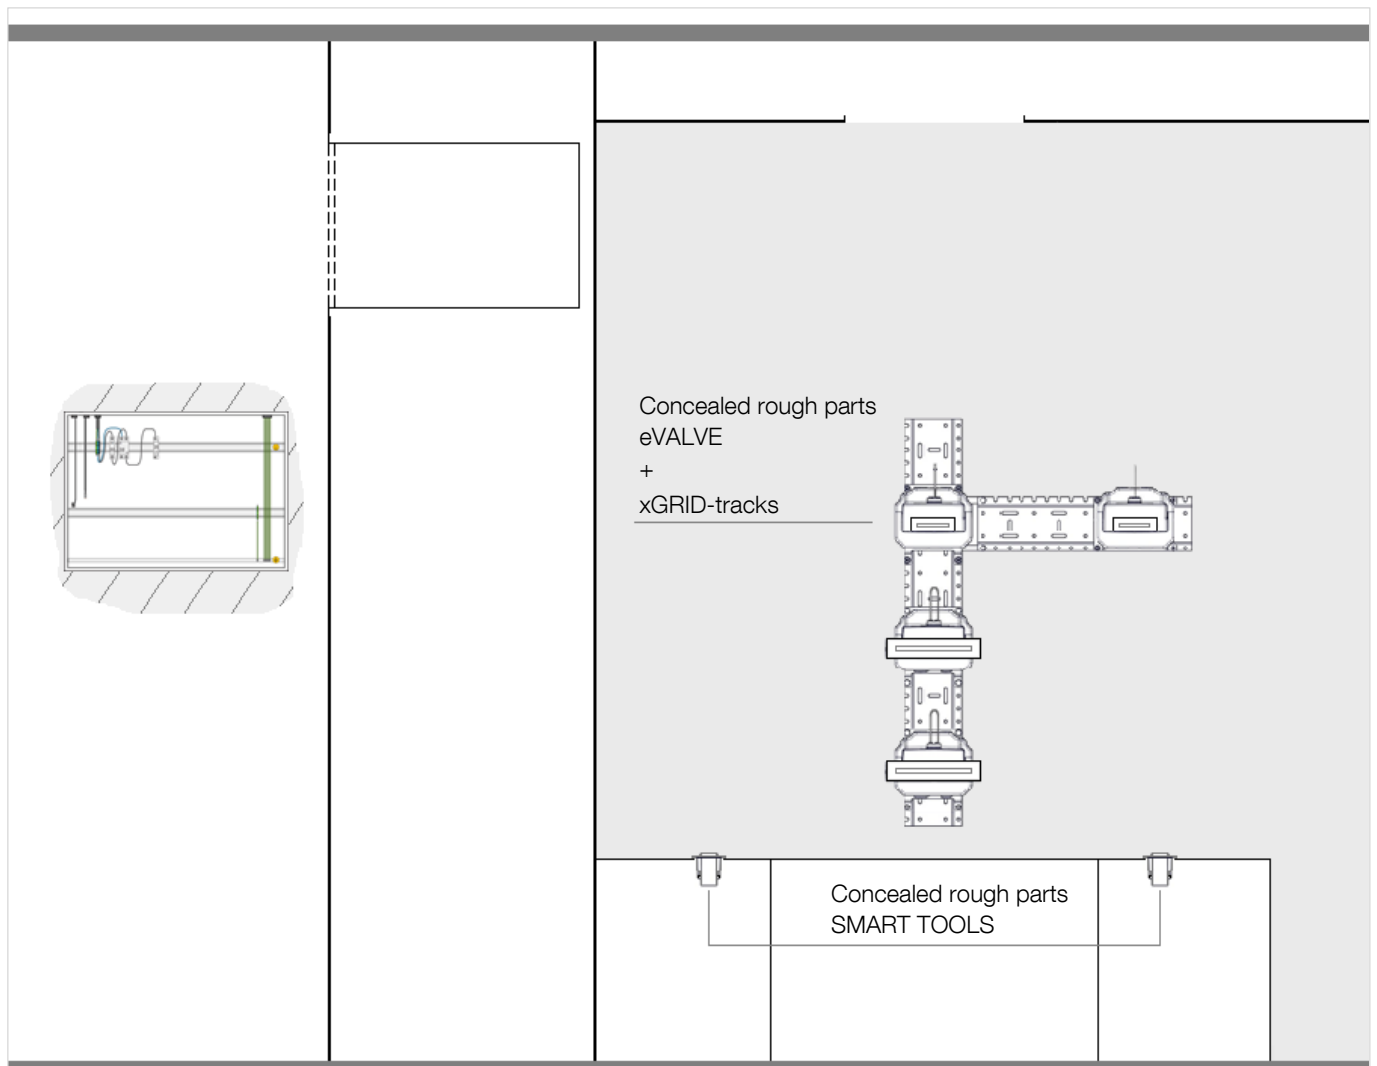 Concealed rough parts
eVALVE
+
xGRID-tracks
Concealed rough parts
SMART TOOLS